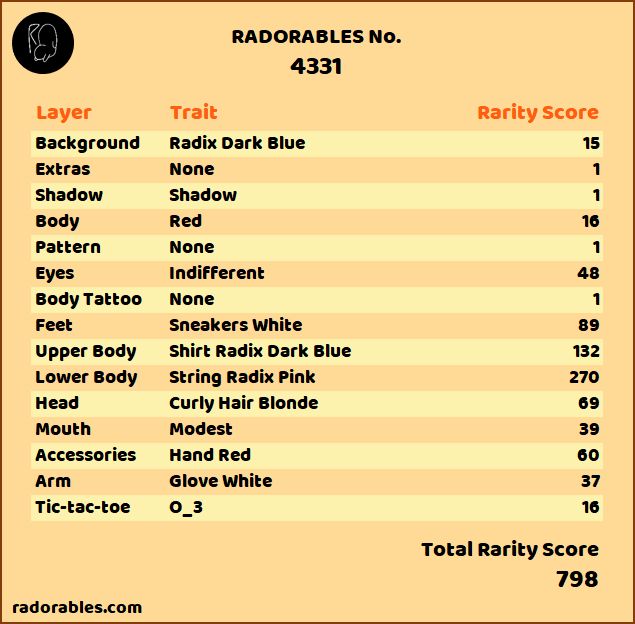 RADORABLES No.
4331
Layer Trait Rarity Score
Background Radix Dark Blue 15
Extras None 1
Shadow Shadow 1
Body Red 16
Pattern None 1
Eyes Indifferent 48
Body Tattoo None 1
Feet Sneakers White 89
Upper Body Shirt Radix Dark Blue 132
Lower Body String Radix Pink 270
Head Curly Hair Blonde 69
Mouth Modest 39
Accessories Hand Red 60
Arm Glove White 37
Tic-tac-toe O_3 16
Total Rarity Score
798
radorables.com